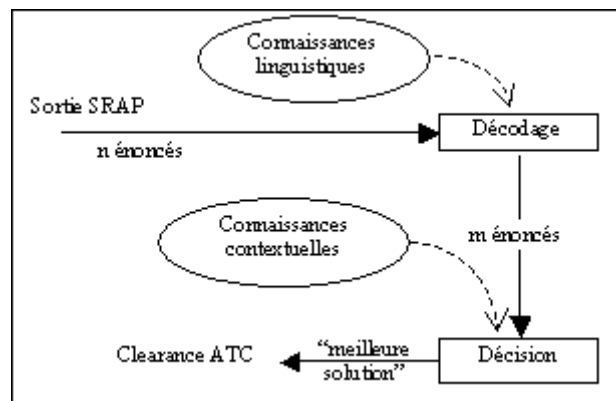 Connaissances
linguistiques
Sortie SRAP
Décodage
n énoncés
Connaissances
contextuelles
m énoncés
Clearance ATC
“meilleure
solution”
Décision